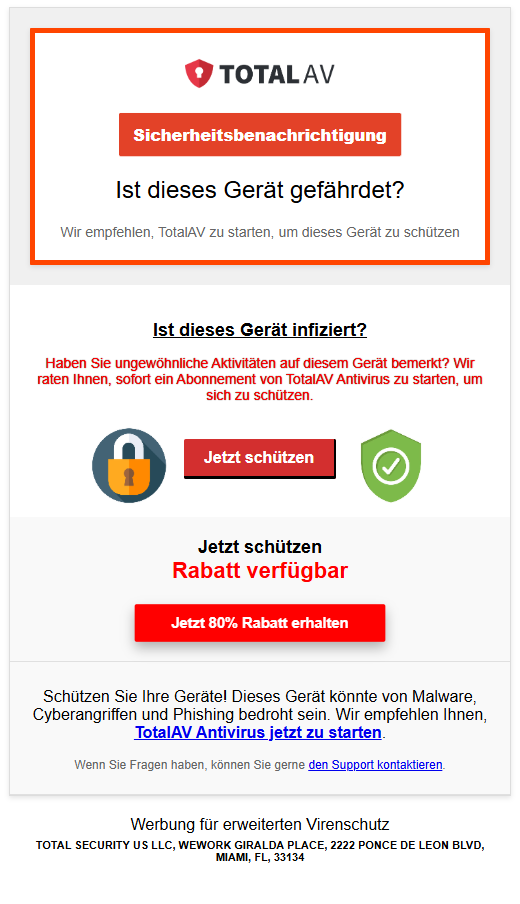 TOTAL AV
Sicherheitsbenachrichtigung
Ist dieses Gerät gefährdet?
Wir empfehlen, TotalAV zu starten, um dieses Gerät zu schützen
Ist dieses Gerät infiziert?
Haben Sie ungewöhnliche Aktivitäten auf diesem Gerät bemerkt? Wir
raten Ihnen, sofort ein Abonnement von TotalAV Antivirus zu starten, um
sich zu schützen.
Jetzt schützen
Jetzt schützen
Rabatt verfügbar
Jetzt 80% Rabatt erhalten
Schützen Sie Ihre Geräte! Dieses Gerät könnte von Malware,
Cyberangriffen und Phishing bedroht sein. Wir empfehlen Ihnen,
TotalAV Antivirus jetzt zu starten.
Wenn Sie Fragen haben, können Sie gerne den Support kontaktieren.
Werbung für erweiterten Virenschutz
TOTAL SECURITY US LLC, WEWORK GIRALDA PLACE, 2222 PONCE DE LEON BLVD,
MIAMI, FL, 33134